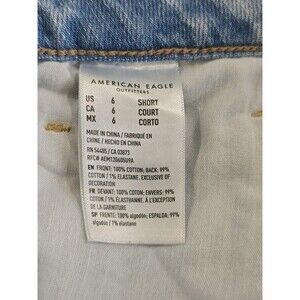 AMERICAN EAGLE
OUTFITTERS
US 6 SHORT
CA 6 COURT
MX 6 CORTO
MADE IN CHINA / FABRIQUÉ EN
CHINE / HECHO EN CHINA
RN 54485 / CA 03873
RFC# AEM120605U9A
EN: FRONT: 100% COTTON; BACK: 99%
COTTON / 1% ELASTANE, EXCLUSIVE OF
DECORATION
FR: DEVANT: 100% COTON; ENVERS: 99%
COTON / 1% ÉLASTHANNE, À L'EXCEPTION
DE LA GARNITURE
SP: FRENTE: 100% algodón; ESPALDA: 99%
algodón / 1% elastano